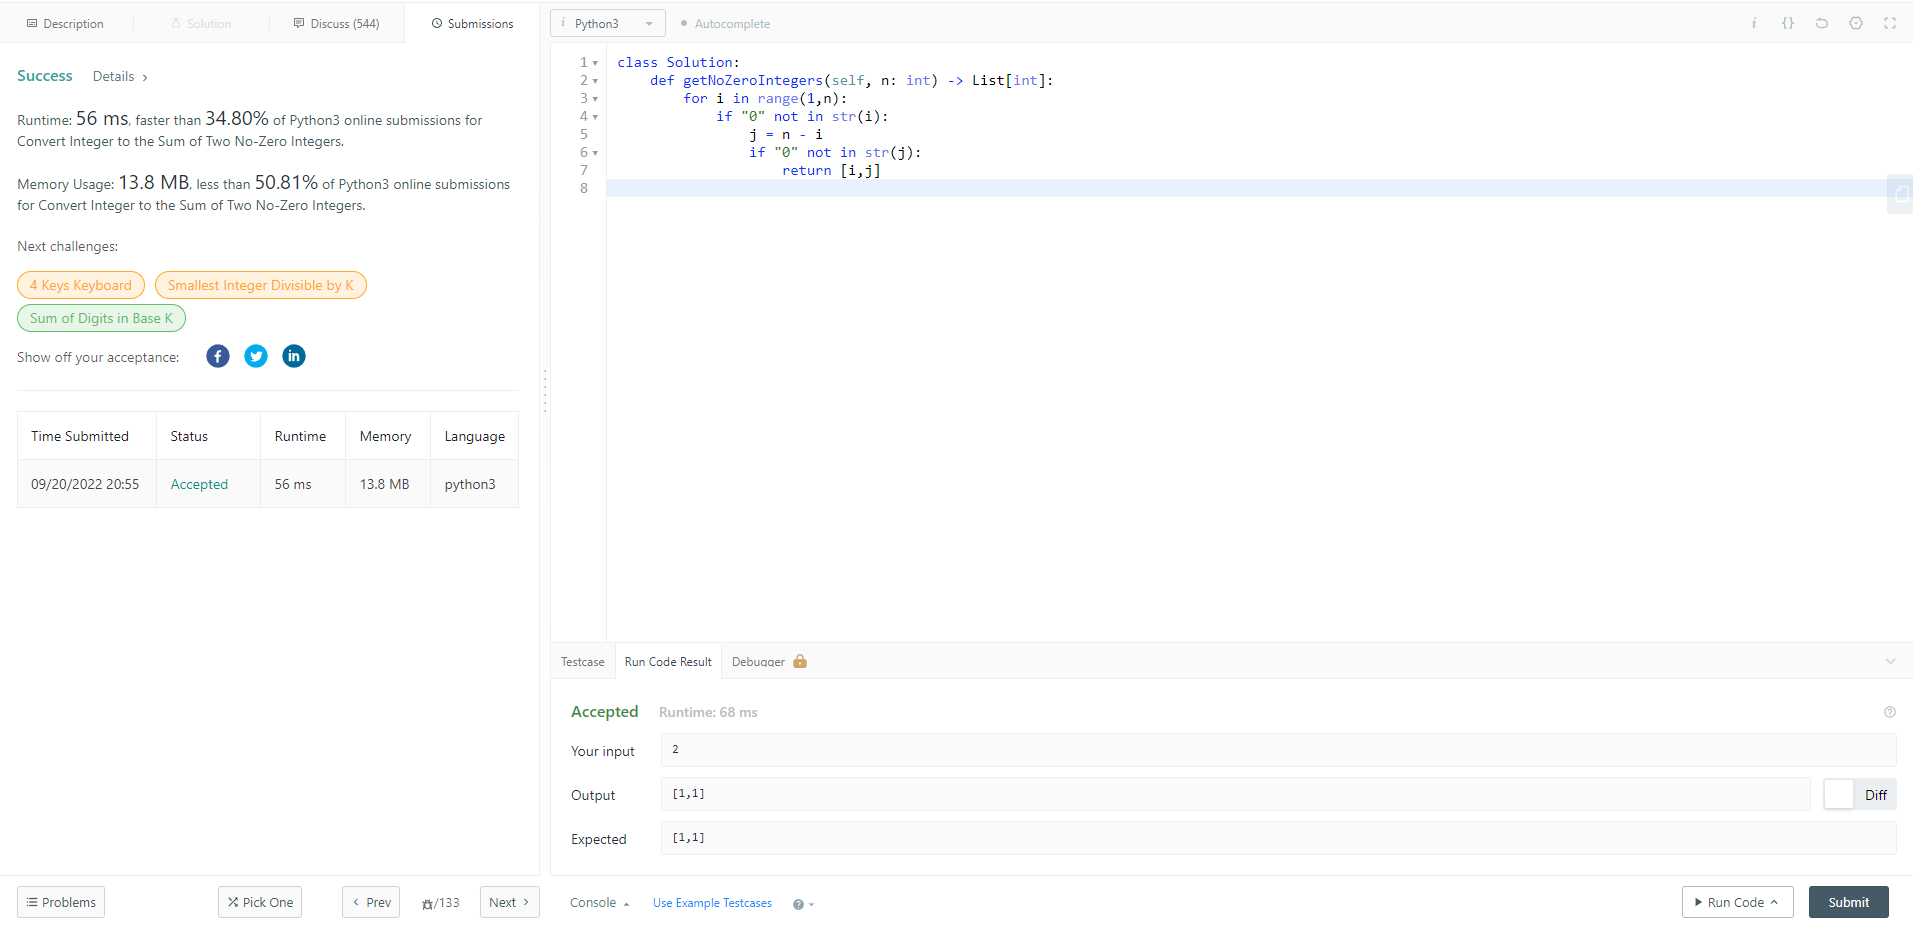 Description
Solution
Discuss (544)
Submissions
Success
Details >
Runtime: 56 ms, faster than 34.80% of Python3 online submissions for
Convert Integer to the Sum of Two No-Zero Integers.
Memory Usage: 13.8 MB, less than 50.81% of Python3 online submissions
for Convert Integer to the Sum of Two No-Zero Integers.
Next challenges:
4 Keys Keyboard
Smallest Integer Divisible by K
Sum of Digits in Base K
Show off your acceptance:
Time Submitted Status Runtime Memory Language
09/20/2022 20:55 Accepted 56 ms 13.8 MB python3
Problems
Pick One
< Prev
/133
Next >
i Python3
Autocomplete
i {}
1 class Solution:
2     def getNoZeroIntegers(self, n: int) -> List[int]:
3         for i in range(1,n):
4             if "0" not in str(i):
5                 j = n - i
6                 if "0" not in str(j):
7                     return [i,j]
8
Testcase
Run Code Result
Debugger
Accepted
Runtime: 68 ms
?
Your input 2
Output [1,1]
Diff
Expected [1,1]
Console
Use Example Testcases
?
Run Code
Submit